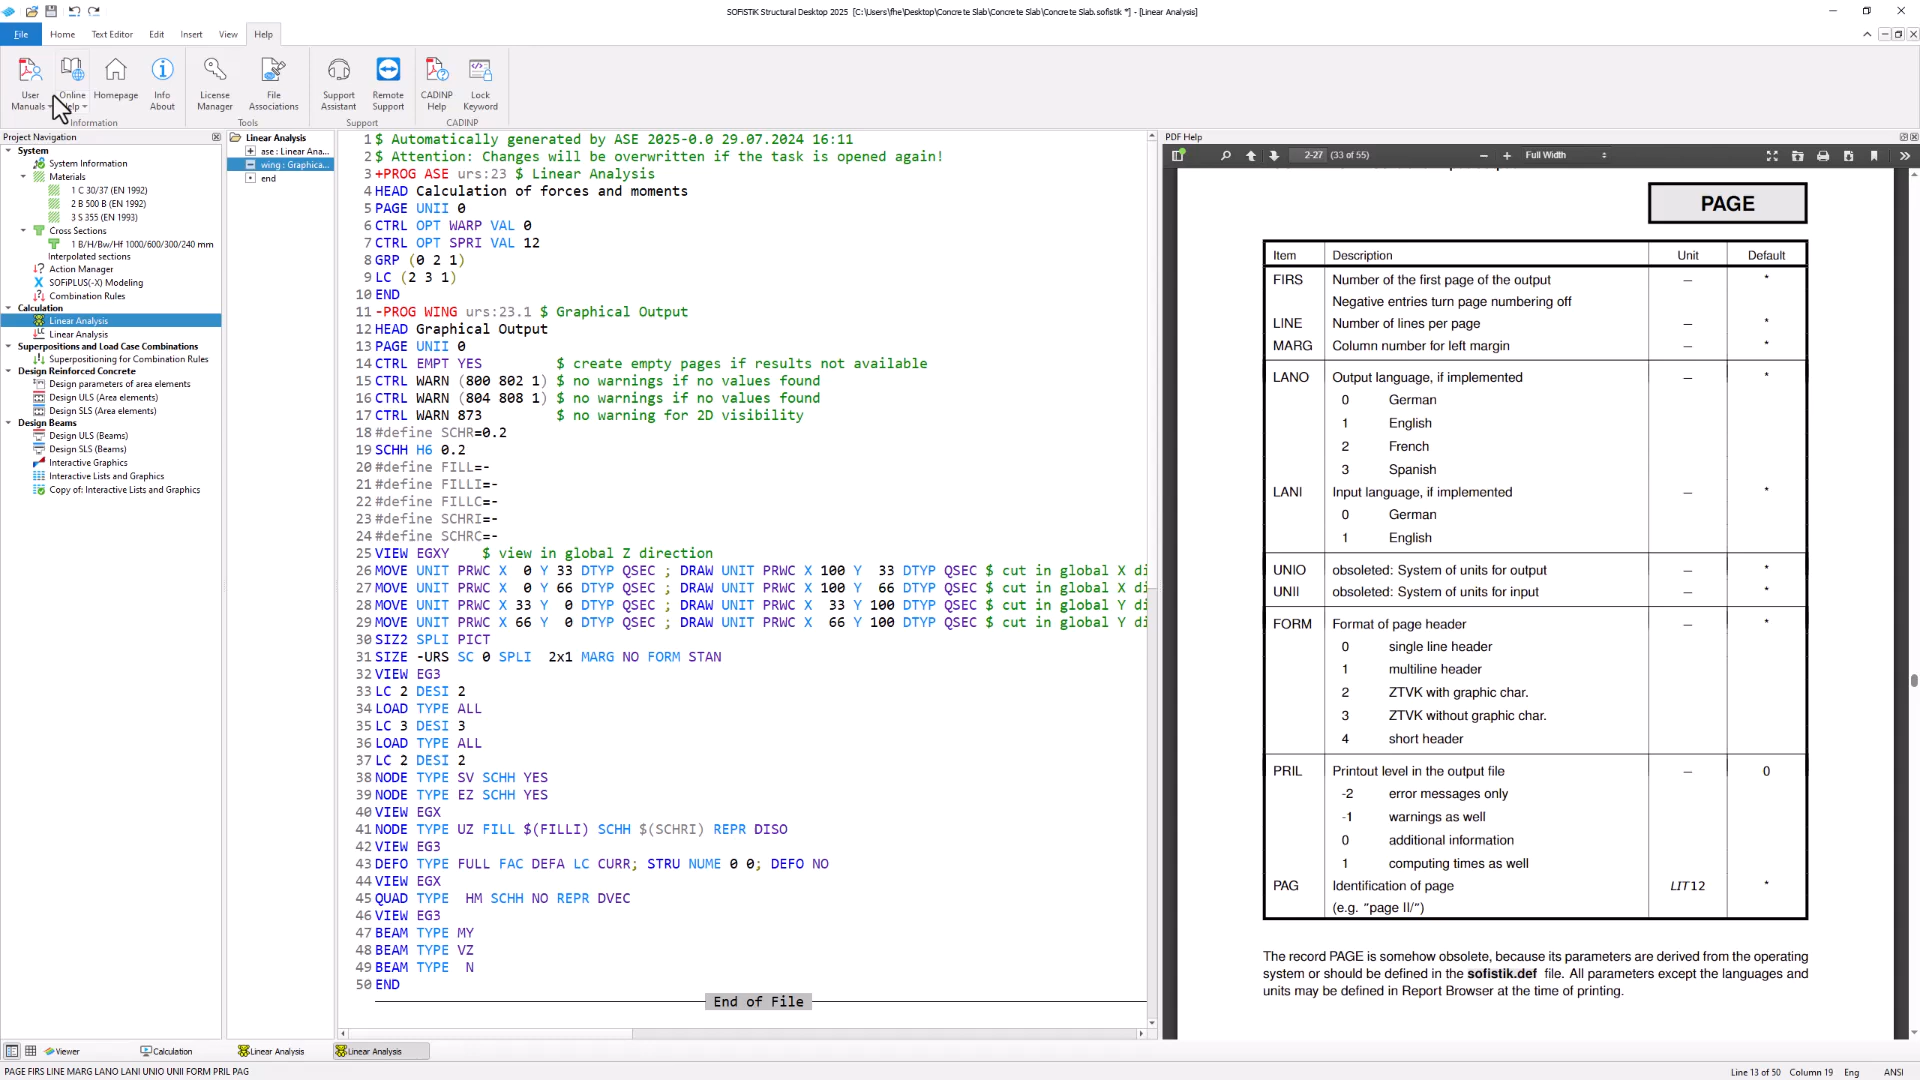 SOFiSTiK Structural Desktop 2025 [C:\Users\fhe\Desktop\Concrete Slab\Concrete Slab\Concrete Slab.sofistik *] - [Linear Analysis]
File Home Text Editor Edit Insert View Help
User Manuals
Online Help
Homepage
Info About
License Manager
File Associations
Support Assistant
Remote Support
CADINP Help
Lock Keyword
Information
Tools
Support
CADINP
Project Navigation
System
System Information
Materials
1 C 30/37 (EN 1992)
2 B 500 B (EN 1992)
3 S 355 (EN 1993)
Cross Sections
1 B/H/Bw/Hf 1000/600/300/240 mm
Interpolated sections
Action Manager
SOFiPLUS(-X) Modeling
Combination Rules
Calculation
Linear Analysis
Linear Analysis
Superpositions and Load Case Combinations
Superpositioning for Combination Rules
Design Reinforced Concrete
Design parameters of area elements
Design ULS (Area elements)
Design SLS (Area elements)
Design Beams
Design ULS (Beams)
Design SLS (Beams)
Interactive Graphics
Interactive Lists and Graphics
Copy of: Interactive Lists and Graphics
Linear Analysis
ase : Linear Ana...
wing : Graphica...
end
1 $ Automatically generated by ASE 2025-0.0 29.07.2024 16:11
2 $ Attention: Changes will be overwritten if the task is opened again!
3 +PROG ASE urs:23 $ Linear Analysis
4 HEAD Calculation of forces and moments
5 PAGE UNII 0
6 CTRL OPT WARP VAL 0
7 CTRL OPT SPRI VAL 12
8 GRP (0 2 1)
9 LC (2 3 1)
10 END
11 -PROG WING urs:23.1 $ Graphical Output
12 HEAD Graphical Output
13 PAGE UNII 0
14 CTRL EMPT YES $ create empty pages if results not available
15 CTRL WARN (800 802 1) $ no warnings if no values found
16 CTRL WARN (804 808 1) $ no warnings if no values found
17 CTRL WARN 873 $ no warning for 2D visibility
18 #define SCHR=0.2
19 SCHH H6 0.2
20 #define FILL=-
21 #define FILLI=-
22 #define FILLC=-
23 #define SCHRI=-
24 #define SCHRC=-
25 VIEW EGXY $ view in global Z direction
26 MOVE UNIT PRWC X 0 Y 33 DTYP QSEC ; DRAW UNIT PRWC X 100 Y 33 DTYP QSEC $ cut in global X di
27 MOVE UNIT PRWC X 0 Y 66 DTYP QSEC ; DRAW UNIT PRWC X 100 Y 66 DTYP QSEC $ cut in global X di
28 MOVE UNIT PRWC X 33 Y 0 DTYP QSEC ; DRAW UNIT PRWC X 33 Y 100 DTYP QSEC $ cut in global Y di
29 MOVE UNIT PRWC X 66 Y 0 DTYP QSEC ; DRAW UNIT PRWC X 66 Y 100 DTYP QSEC $ cut in global Y di
30 SIZ2 SPLI PICT
31 SIZE -URS SC 0 SPLI 2x1 MARG NO FORM STAN
32 VIEW EG3
33 LC 2 DESI 2
34 LOAD TYPE ALL
35 LC 3 DESI 3
36 LOAD TYPE ALL
37 LC 2 DESI 2
38 NODE TYPE SV SCHH YES
39 NODE TYPE EZ SCHH YES
40 VIEW EGX
41 NODE TYPE UZ FILL $(FILLI) SCHH $(SCHRI) REPR DISO
42 VIEW EG3
43 DEFO TYPE FULL FAC DEFA LC CURR; STRU NUME 0 0; DEFO NO
44 VIEW EGX
45 QUAD TYPE HM SCHH NO REPR DVEC
46 VIEW EG3
47 BEAM TYPE MY
48 BEAM TYPE VZ
49 BEAM TYPE N
50 END
End of File
PDF Help
2-27 (33 of 55) Full Width
PAGE
Item Description Unit Default
FIRS Number of the first page of the output – *
Negative entries turn page numbering off
LINE Number of lines per page – *
MARG Column number for left margin – *
LANO Output language, if implemented – *
0 German
1 English
2 French
3 Spanish
LANI Input language, if implemented – *
0 German
1 English
UNIO obsoleted: System of units for output – *
UNII obsoleted: System of units for input – *
FORM Format of page header – *
0 single line header
1 multiline header
2 ZTVK with graphic char.
3 ZTVK without graphic char.
4 short header
PRIL Printout level in the output file – 0
-2 error messages only
-1 warnings as well
0 additional information
1 computing times as well
PAG Identification of page LIT12 *
(e.g. "page II/")
The record PAGE is somehow obsolete, because its parameters are derived from the operating
system or should be defined in the sofistik.def file. All parameters except the languages and
units may be defined in Report Browser at the time of printing.
Viewer Calculation Linear Analysis Linear Analysis
PAGE FIRS LINE MARG LANO LANI UNIO UNII FORM PRIL PAG
Line 13 of 50 Column 19 Eng ANSI